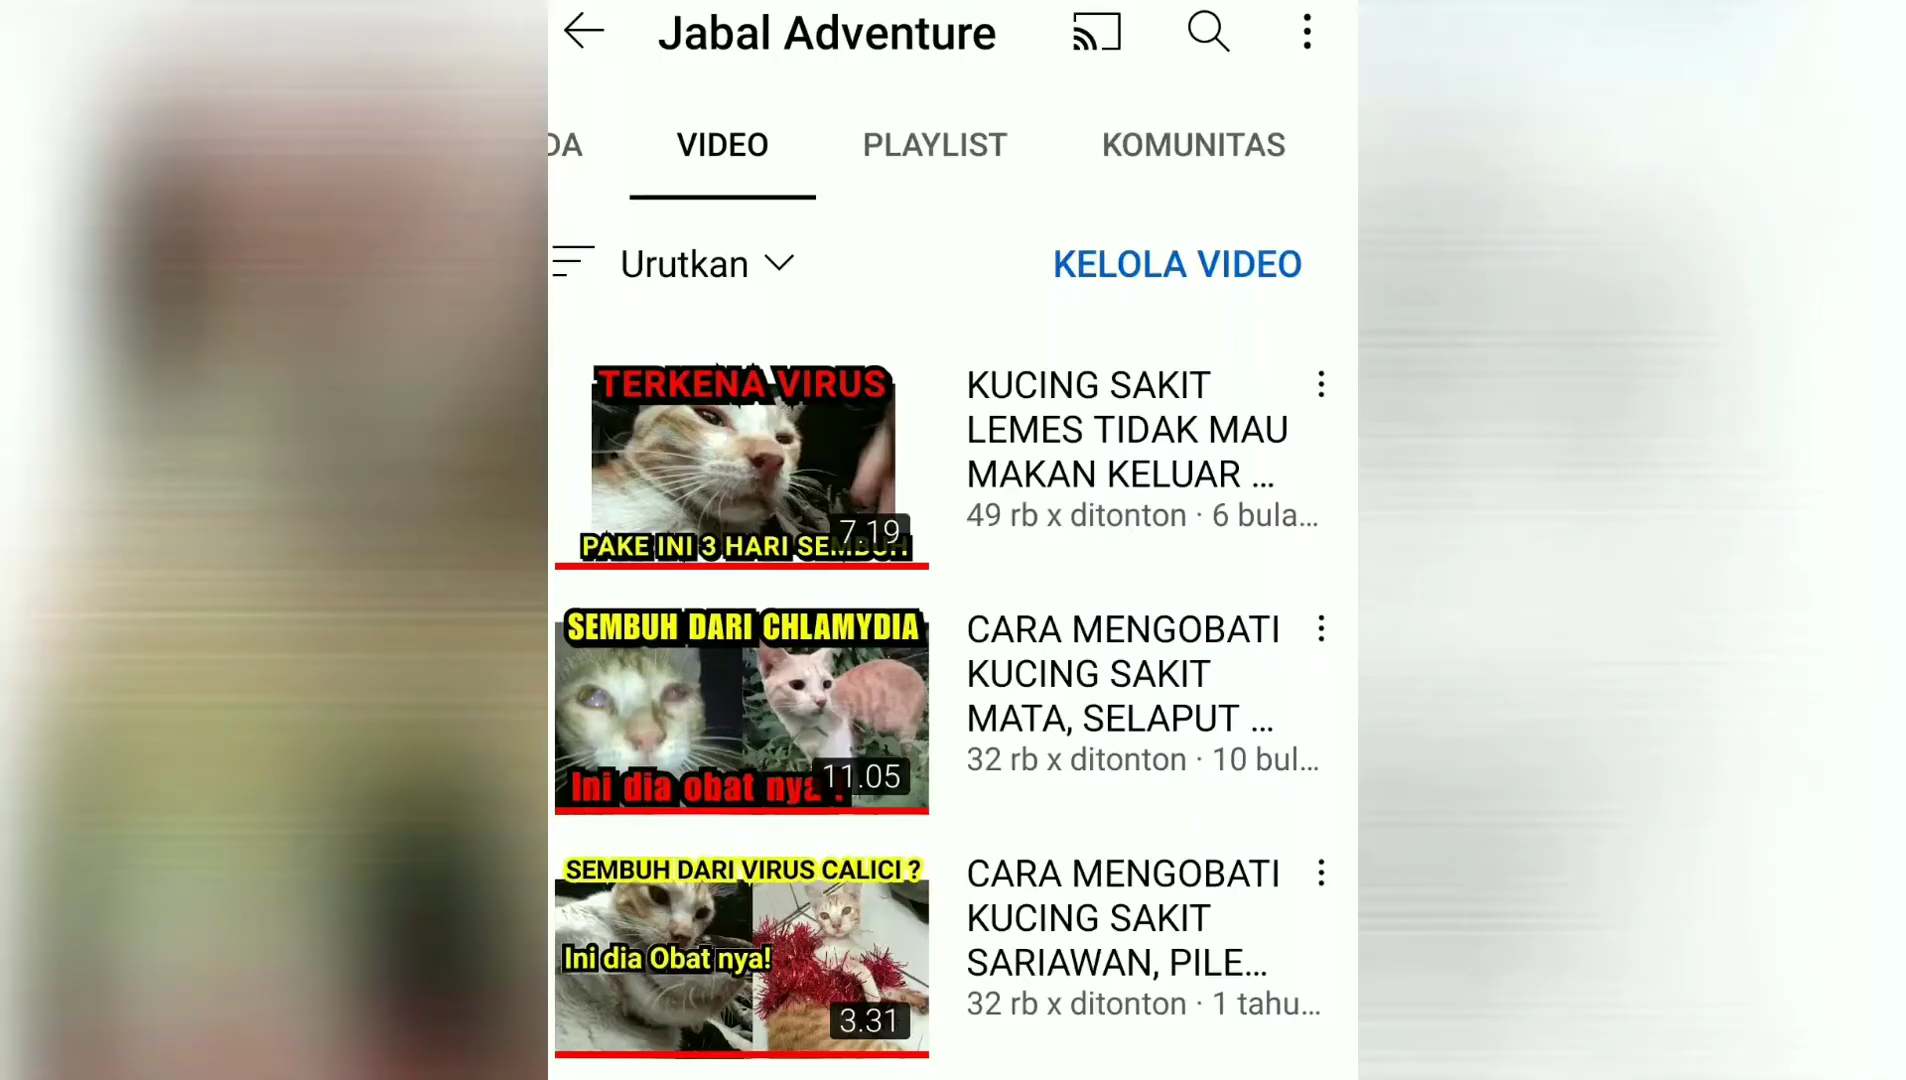 Jabal Adventure
DA
VIDEO
PLAYLIST
KOMUNITAS
Urutkan
KELOLA VIDEO
TERKENA VIRUS
7.19
PAKE INI 3 HARI SEMBUH
KUCING SAKIT
LEMES TIDAK MAU
MAKAN KELUAR ...
49 rb x ditonton · 6 bula...
SEMBUH DARI CHLAMYDIA
11.05
Ini dia obat nya !
CARA MENGOBATI
KUCING SAKIT
MATA, SELAPUT ...
32 rb x ditonton · 10 bul...
SEMBUH DARI VIRUS CALICI ?
Ini dia Obat nya!
3.31
CARA MENGOBATI
KUCING SAKIT
SARIAWAN, PILE...
32 rb x ditonton · 1 tahu...